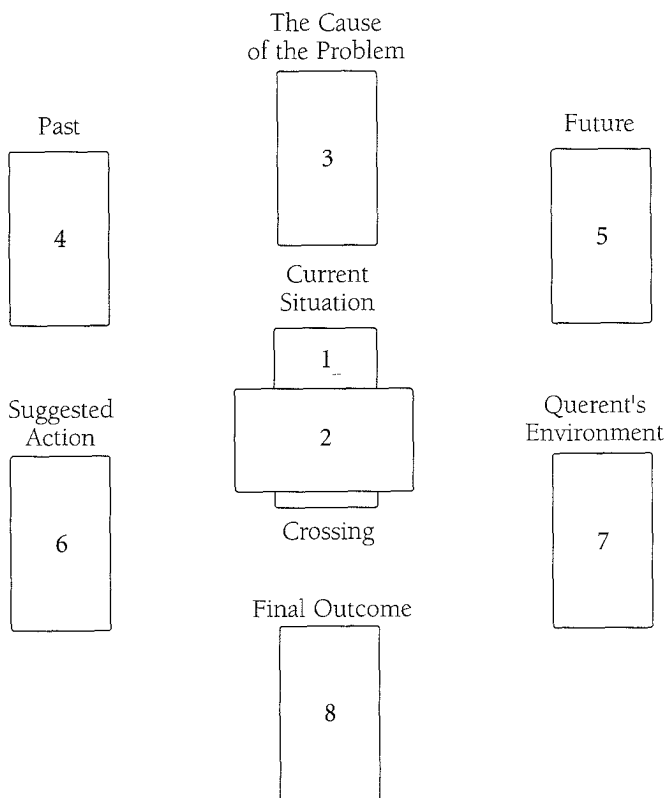 The Cause
of the Problem
3
Past
4
Future
5
Current
Situation
1
2
Crossing
Suggested
Action
6
Querent's
Environment
7
Final Outcome
8